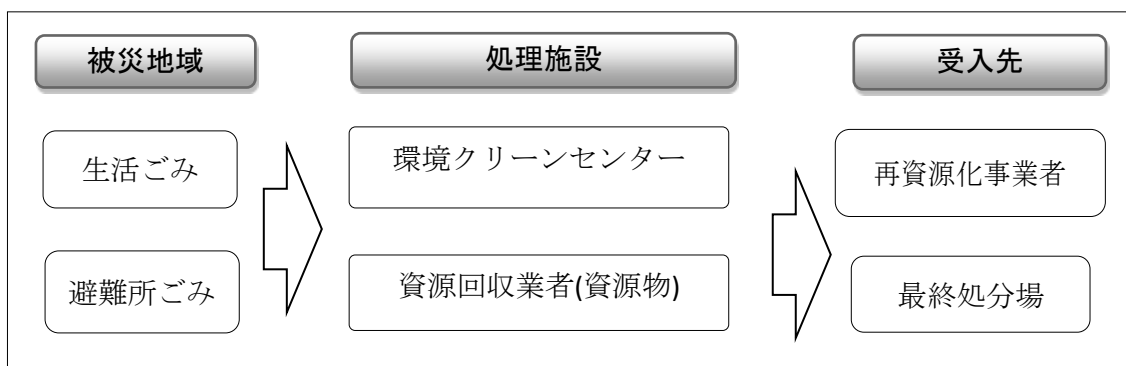 被災地域
処理施設
受入先
生活ごみ
環境クリーンセンター
再資源化事業者
避難所ごみ
資源回収業者(資源物)
最終処分場